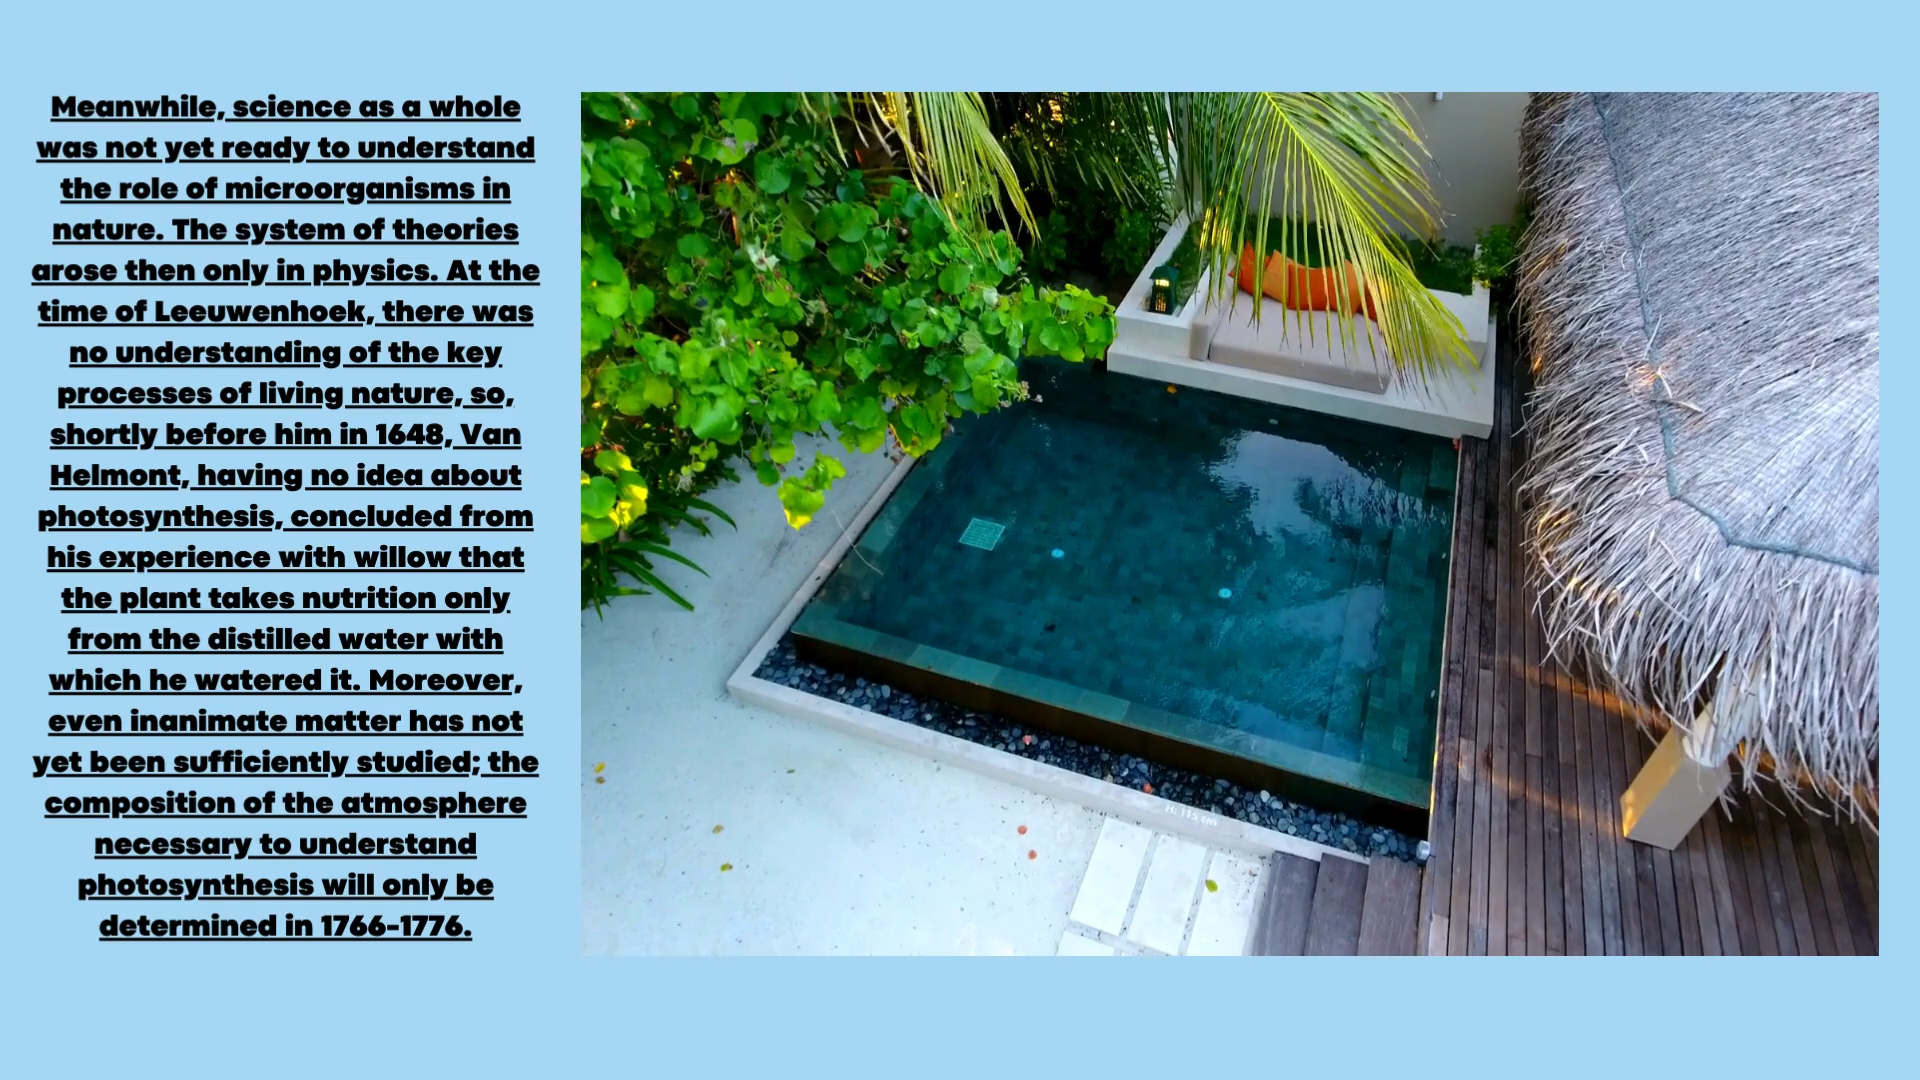 Meanwhile, science as a whole
was not yet ready to understand
the role of microorganisms in
nature. The system of theories
arose then only in physics. At the
time of Leeuwenhoek, there was
no understanding of the key
processes of living nature, so,
shortly before him in 1648, Van
Helmont, having no idea about
photosynthesis, concluded from
his experience with willow that
the plant takes nutrition only
from the distilled water with
which he watered it. Moreover,
even inanimate matter has not
yet been sufficiently studied; the
composition of the atmosphere
necessary to understand
photosynthesis will only be
determined in 1766-1776.